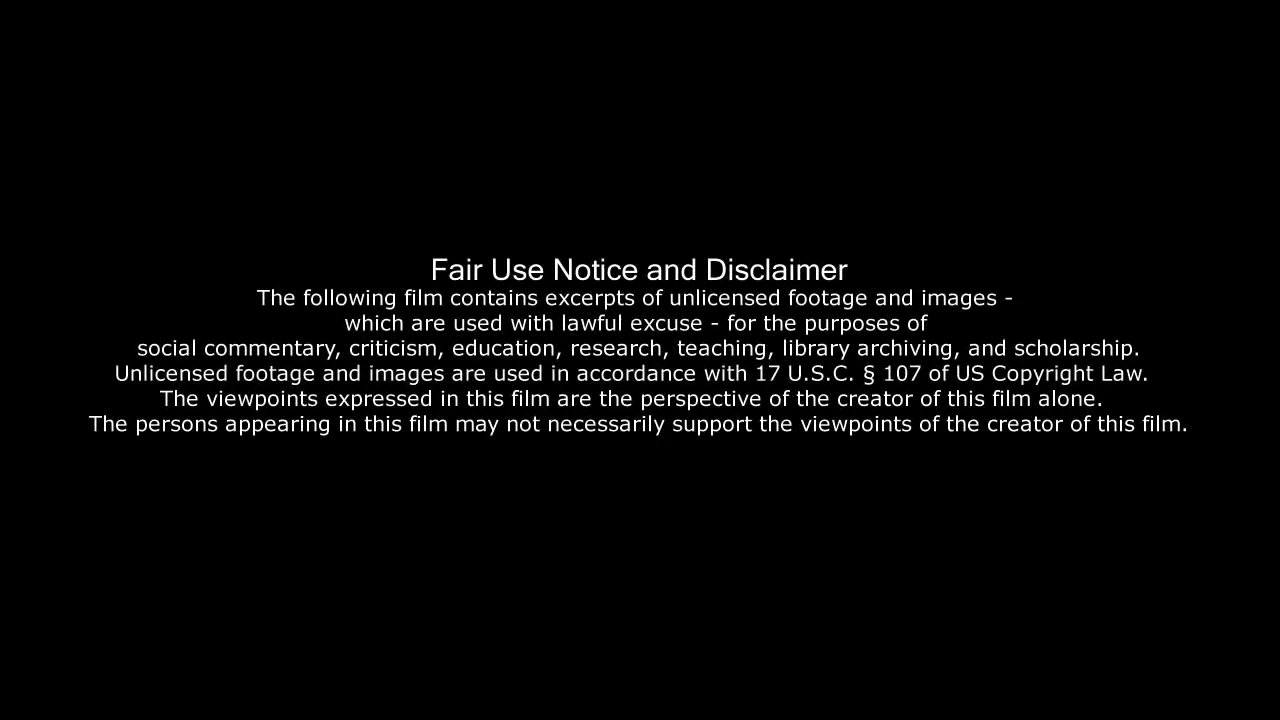 Fair Use Notice and Disclaimer
The following film contains excerpts of unlicensed footage and images -
which are used with lawful excuse - for the purposes of
social commentary, criticism, education, research, teaching, library archiving, and scholarship.
Unlicensed footage and images are used in accordance with 17 U.S.C. § 107 of US Copyright Law.
The viewpoints expressed in this film are the perspective of the creator of this film alone.
The persons appearing in this film may not necessarily support the viewpoints of the creator of this film.